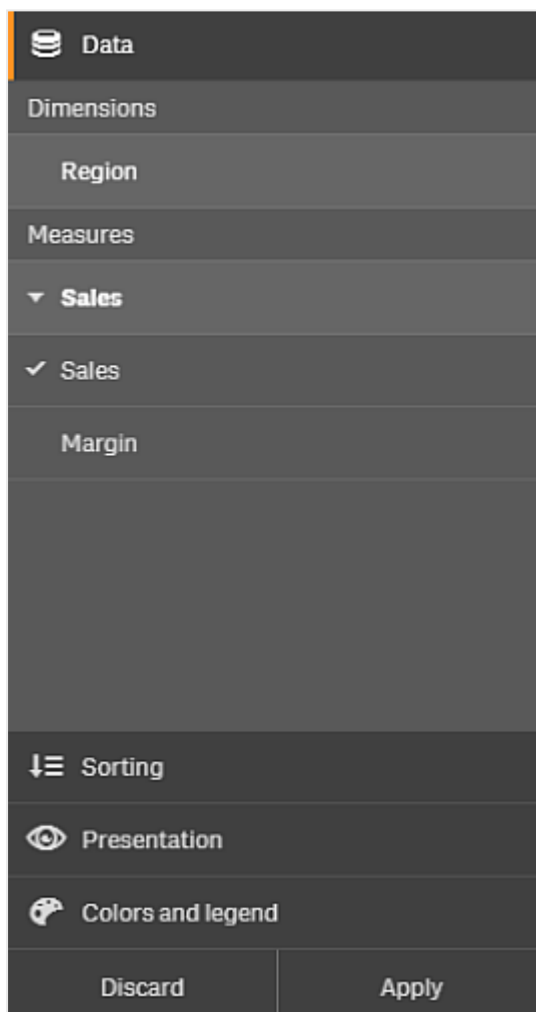 Data
Dimensions
Region
Measures
Sales
Sales
Margin
Sorting
Presentation
Colors and legend
Discard Apply